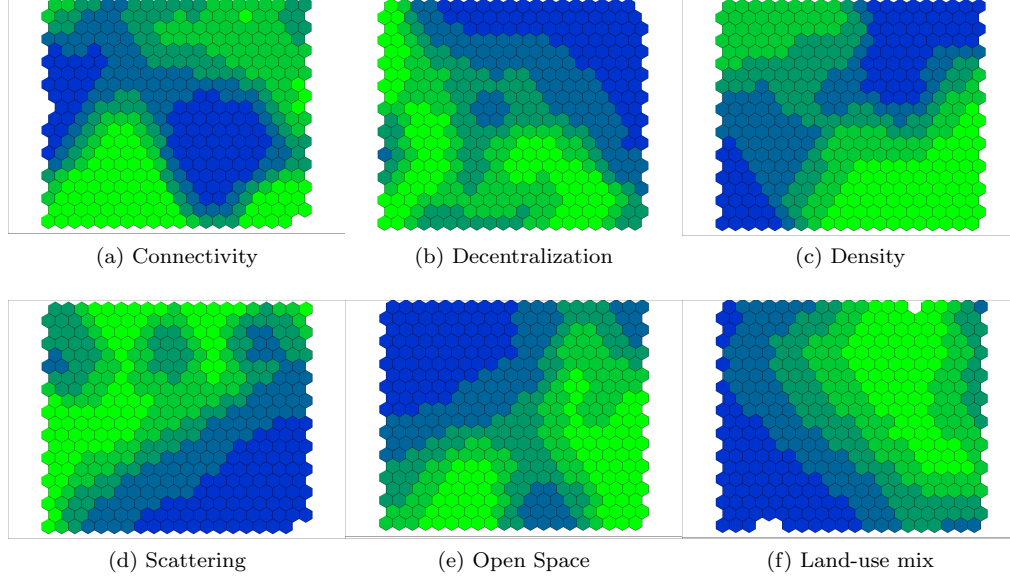 (a) Connectivity
(b) Decentralization
(c) Density
(d) Scattering
(e) Open Space
(f) Land-use mix